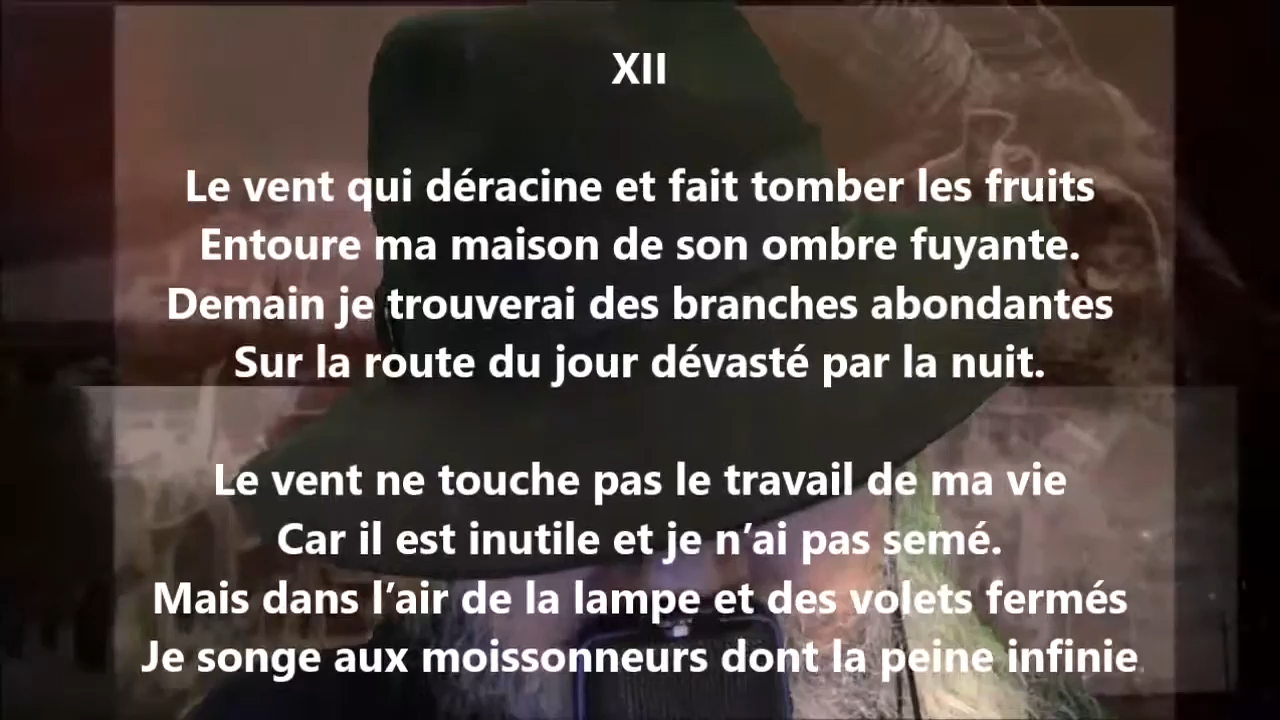 XII
Le vent qui déracine et fait tomber les fruits
Entoure ma maison de son ombre fuyante.
Demain je trouverai des branches abondantes
Sur la route du jour dévasté par la nuit.
Le vent ne touche pas le travail de ma vie
Car il est inutile et je n’ai pas semé.
Mais dans l’air de la lampe et des volets fermés
Je songe aux moissonneurs dont la peine infinie